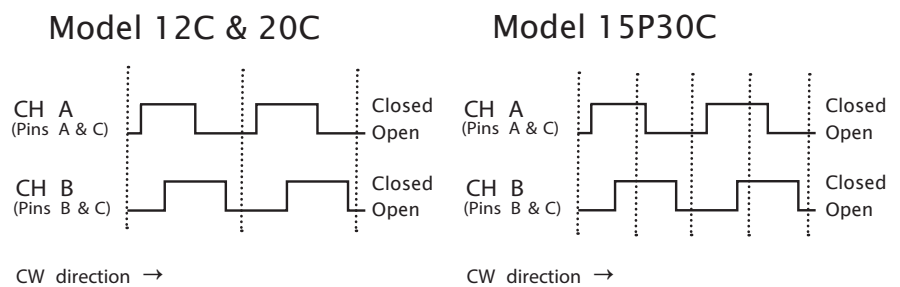 Model 12C & 20C
CH A
(Pins A & C)
Closed
Open
CH B
(Pins B & C)
Closed
Open
CW direction →
Model 15P30C
CH A
(Pins A & C)
Closed
Open
CH B
(Pins B & C)
Closed
Open
CW direction →